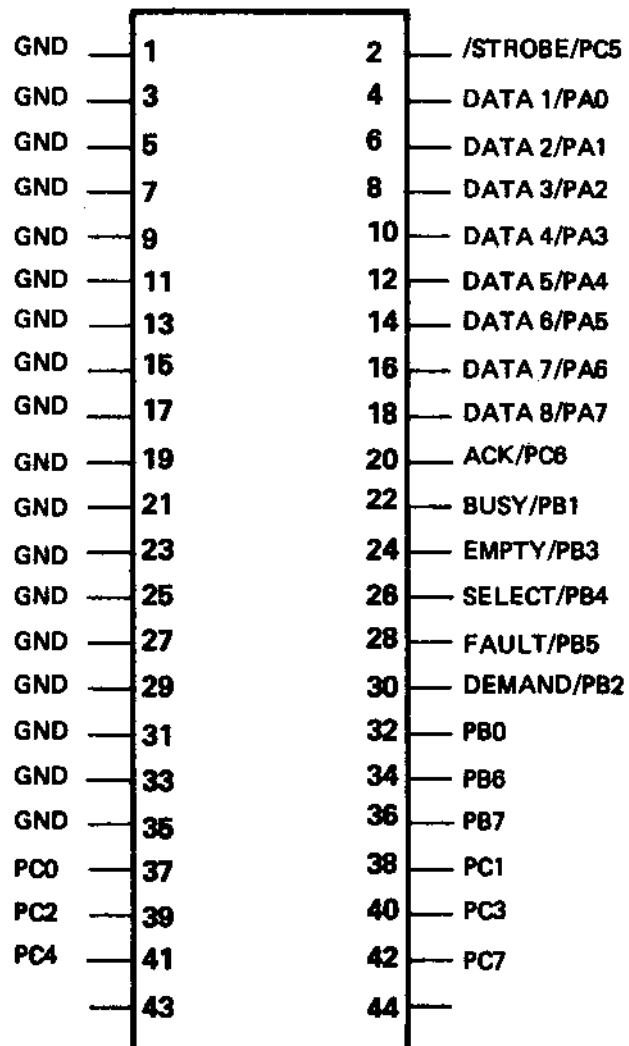 GND 1 2 /STROBE/PC5
GND 3 4 DATA 1/PA0
GND 5 6 DATA 2/PA1
GND 7 8 DATA 3/PA2
GND 9 10 DATA 4/PA3
GND 11 12 DATA 5/PA4
GND 13 14 DATA 6/PA5
GND 15 16 DATA 7/PA6
GND 17 18 DATA 8/PA7
GND 19 20 ACK/PC6
GND 21 22 BUSY/PB1
GND 23 24 EMPTY/PB3
GND 25 26 SELECT/PB4
GND 27 28 FAULT/PB5
GND 29 30 DEMAND/PB2
GND 31 32 PB0
GND 33 34 PB6
GND 35 36 PB7
PC0 37 38 PC1
PC2 39 40 PC3
PC4 41 42 PC7
43 44